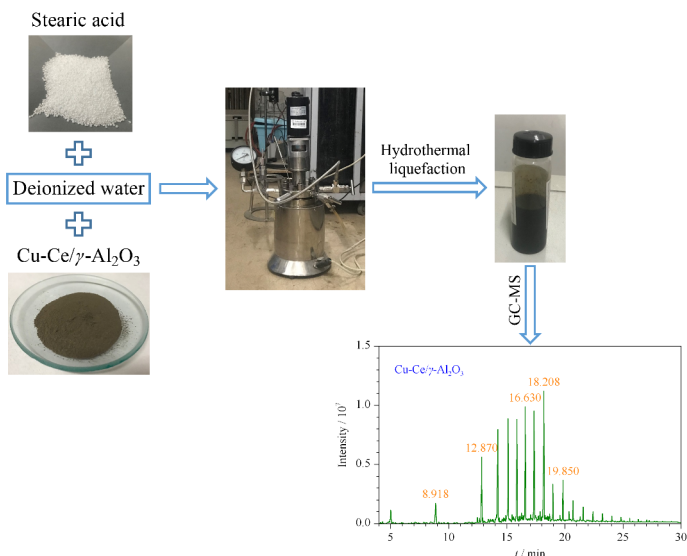 Stearic acid
Deionized water
Cu-Ce/γ-Al₂O₃
Hydrothermal
liquefaction
GC-MS
Cu-Ce/γ-Al₂O₃
Intensity / 10⁷
1.5
1.0
0.5
0.0
8.918
12.870
16.630
18.208
19.850
5
10
15
20
25
30
t / min